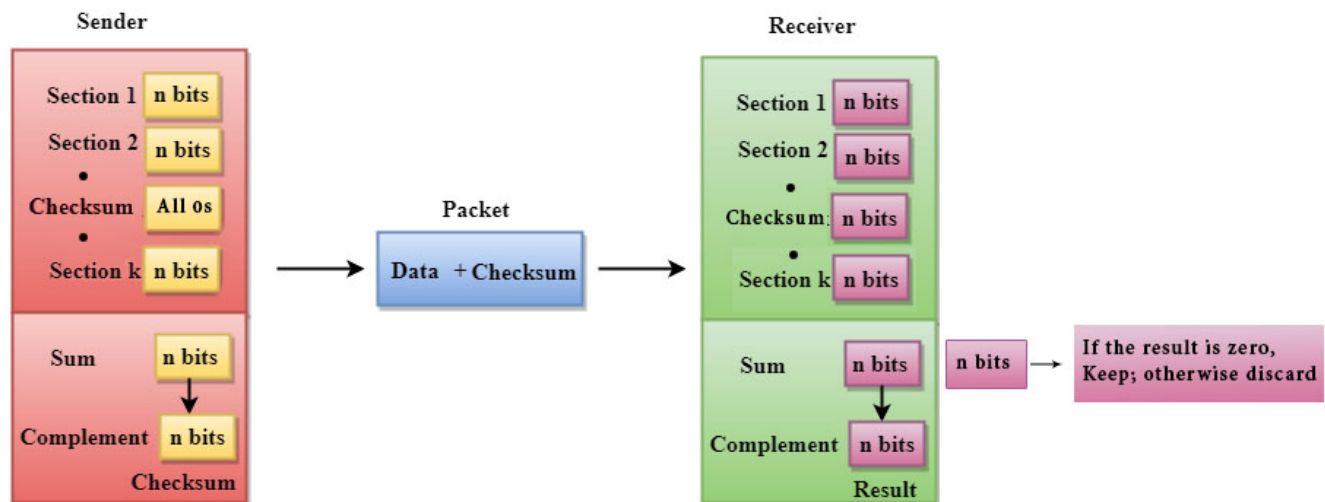 Sender
Section 1 n bits
Section 2 n bits
Checksum All os
Section k n bits
Sum n bits
Complement n bits
Checksum
Packet
Data + Checksum
Receiver
Section 1 n bits
Section 2 n bits
Checksum: n bits
Section k n bits
Sum n bits
Complement n bits
Result
n bits
If the result is zero,
Keep; otherwise discard